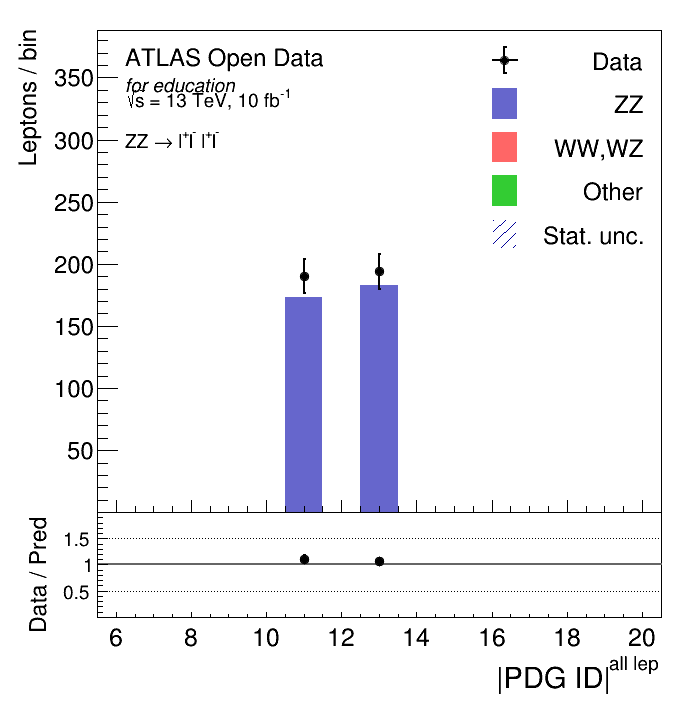 Leptons / bin
ATLAS Open Data
for education
√s = 13 TeV, 10 fb⁻¹
ZZ → l⁺l⁻ l⁺l⁻
Data
ZZ
WW,WZ
Other
Stat. unc.
350
300
250
200
150
100
50
Data / Pred
1.5
1
0.5
6 8 10 12 14 16 18 20
|PDG ID|^all lep